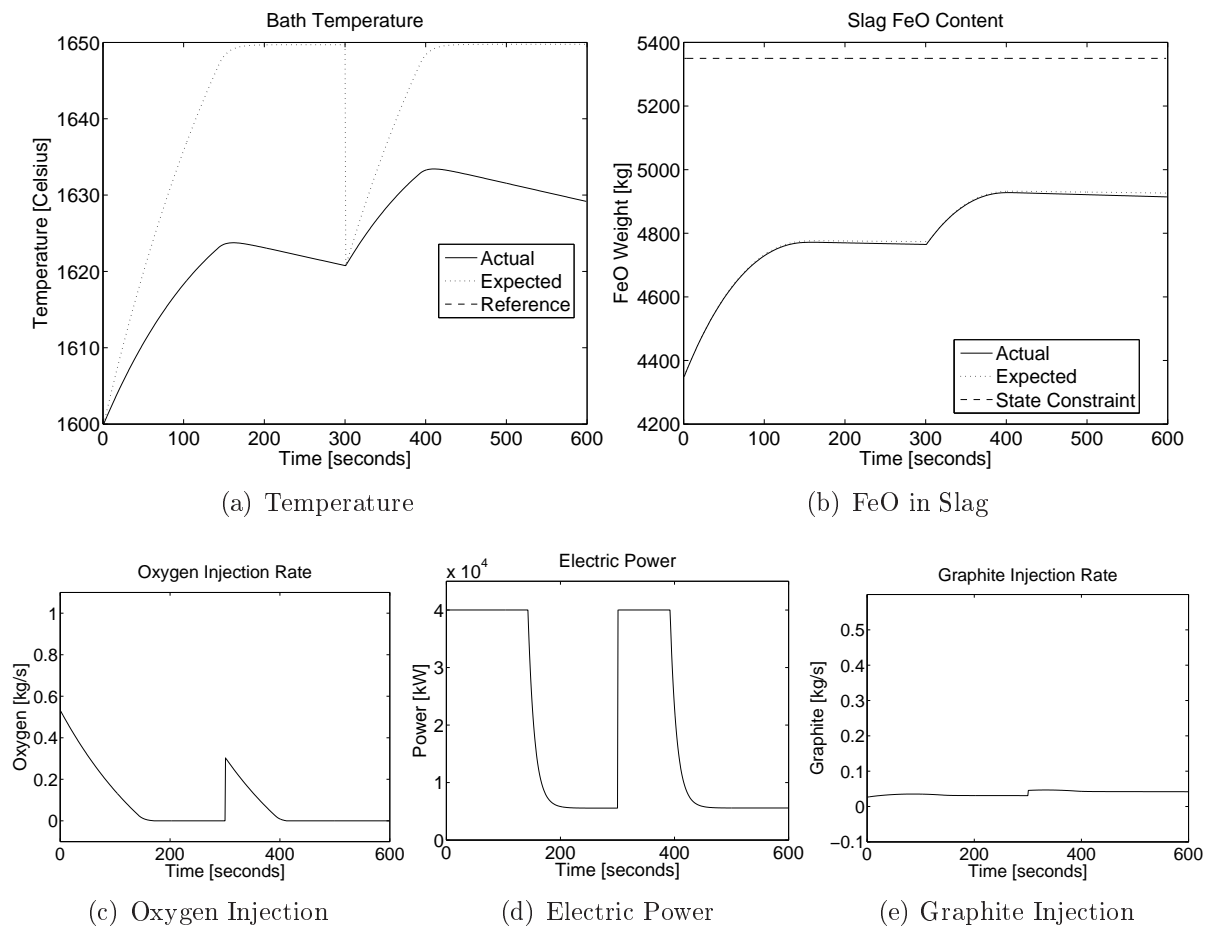 Bath Temperature
1650
1640
1630
1620
1610
1600
0
100
200
300
400
500
600
Temperature [Celsius]
Time [seconds]
Actual
Expected
Reference
(a) Temperature
Slag FeO Content
5400
5200
5000
4800
4600
4400
4200
0
100
200
300
400
500
600
FeO Weight [kg]
Time [seconds]
Actual
Expected
State Constraint
(b) FeO in Slag
Oxygen Injection Rate
1
0.8
0.6
0.4
0.2
0
0
200
400
600
Oxygen [kg/s]
Time [seconds]
(c) Oxygen Injection
Electric Power
x 10^4
4
3
2
1
0
0
200
400
600
Power [kW]
Time [seconds]
(d) Electric Power
Graphite Injection Rate
0.5
0.4
0.3
0.2
0.1
0
−0.1
0
200
400
600
Graphite [kg/s]
Time [seconds]
(e) Graphite Injection